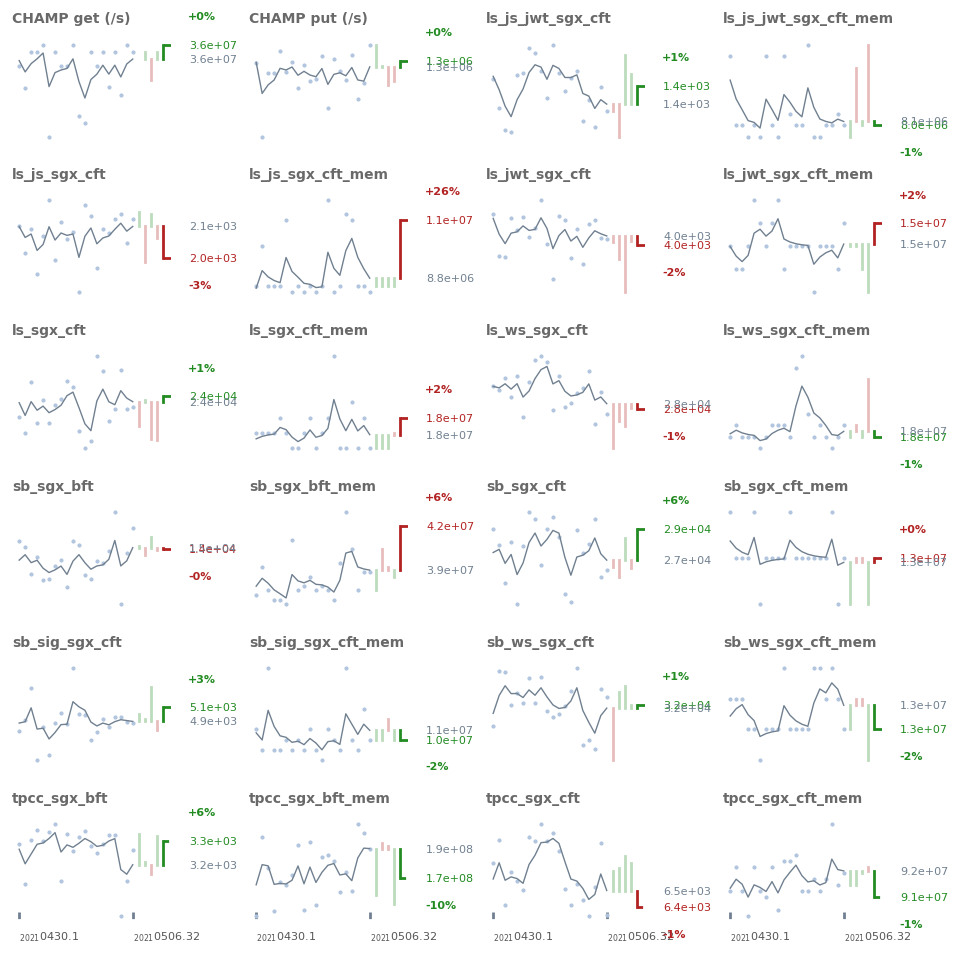 CHAMP get (/s)
+0%
3.6e+07
3.6e+07
CHAMP put (/s)
+0%
1.3e+06
1.3e+06
ls_js_jwt_sgx_cft
+1%
1.4e+03
1.4e+03
ls_js_jwt_sgx_cft_mem
8.1e+06
8.0e+06
-1%
ls_js_sgx_cft
2.1e+03
2.0e+03
-3%
ls_js_sgx_cft_mem
+26%
1.1e+07
8.8e+06
ls_jwt_sgx_cft
4.0e+03
4.0e+03
-2%
ls_jwt_sgx_cft_mem
+2%
1.5e+07
1.5e+07
ls_sgx_cft
+1%
2.4e+04
2.4e+04
ls_sgx_cft_mem
+2%
1.8e+07
1.8e+07
ls_ws_sgx_cft
2.8e+04
2.8e+04
-1%
ls_ws_sgx_cft_mem
1.8e+07
1.8e+07
-1%
sb_sgx_bft
1.4e+04
-0%
sb_sgx_bft_mem
+6%
4.2e+07
3.9e+07
sb_sgx_cft
+6%
2.9e+04
2.7e+04
sb_sgx_cft_mem
+0%
1.3e+07
1.3e+07
sb_sig_sgx_cft
+3%
5.1e+03
4.9e+03
sb_sig_sgx_cft_mem
1.1e+07
1.0e+07
-2%
sb_ws_sgx_cft
+1%
3.2e+04
3.2e+04
sb_ws_sgx_cft_mem
1.3e+07
1.3e+07
-2%
tpcc_sgx_bft
+6%
3.3e+03
3.2e+03
2021 0430.1
2021 0506.32
tpcc_sgx_bft_mem
1.9e+08
1.7e+08
-10%
2021 0430.1
2021 0506.32
tpcc_sgx_cft
6.5e+03
6.4e+03
-1%
2021 0430.1
2021 0506.32
tpcc_sgx_cft_mem
9.2e+07
9.1e+07
-1%
2021 0430.1
2021 0506.32